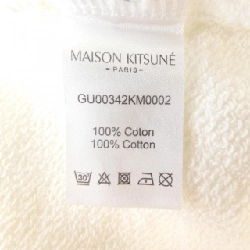 MAISON KITSUNÉ
- PARIS -
GU00342KM0002
100% Coton
100% Cotton
30°